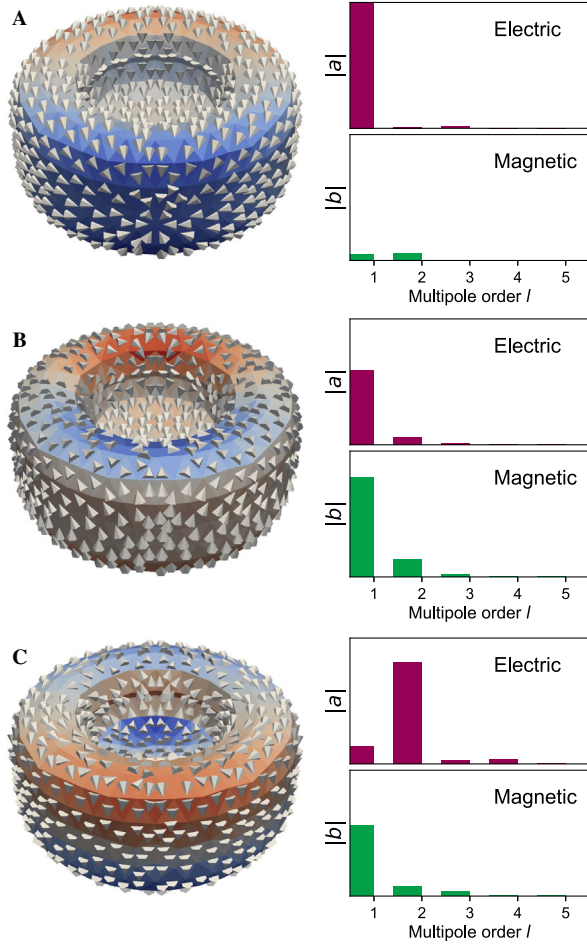 A
Electric
|a|
Magnetic
|b|
1 2 3 4 5
Multipole order l
B
Electric
|a|
Magnetic
|b|
1 2 3 4 5
Multipole order l
C
Electric
|a|
Magnetic
|b|
1 2 3 4 5
Multipole order l